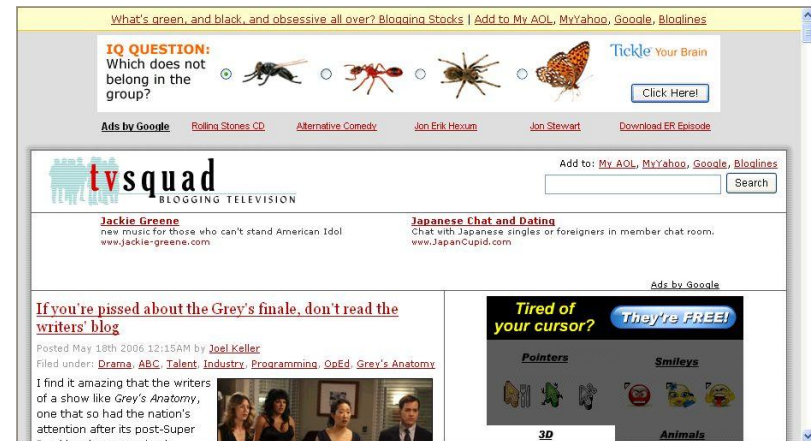 What's green, and black, and obsessive all over? Blogging Stocks | Add to My AOL, MyYahoo, Google, Bloglines
IQ QUESTION:
Which does not
belong in the
group?
Tickle Your Brain
Click Here!
Ads by Google Rolling Stones CD Alternative Comedy Jon Erik Hexum Jon Stewart Download ER Episode
Add to: My AOL, MyYahoo, Google, Bloglines
Search
tvsquad
BLOGGING TELEVISION
Jackie Greene
new music for those who can't stand American Idol
www.jackie-greene.com
Japanese Chat and Dating
Chat with Japanese singles or foreigners in member chat room.
www.JapanCupid.com
Ads by Google
If you're pissed about the Grey's finale, don't read the
writers' blog
Posted May 18th 2006 12:15AM by Joel Keller
Filed under: Drama, ABC, Talent, Industry, Programming, OpEd, Grey's Anatomy
I find it amazing that the writers
of a show like Grey's Anatomy,
one that so had the nation's
attention after its post-Super
Tired of
your cursor?
They're FREE!
Pointers
Smileys
3D
Animals